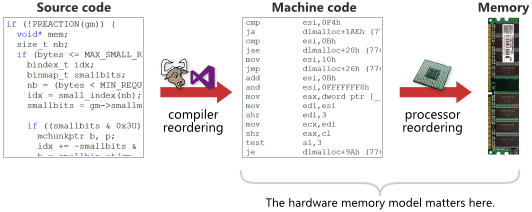 Source code
if (!PREACTION(gm)) {
void* mem;
size_t nb;
if (bytes <= MAX_SMALL_R
bindex_t idx;
binmap_t smallbits;
nb = (bytes < MIN_REQU
idx = small_index(nb);
smallbits = gm->smallm
if ((smallbits & 0x3U)
mchunkptr b, p;
idx += ~smallbits &
compiler
reordering
Machine code
cmp esi,0F4h
ja dlmalloc+1AEh (77
cmp esi,0Bh
jae dlmalloc+20h (776
mov esi,10h
jmp dlmalloc+26h (776
add esi,0Bh
and esi,0FFFFFFF8h
mov eax,dword ptr [_
mov edi,esi
shr edi,3
mov ecx,edi
shr eax,cl
test al,3
je dlmalloc+9Ah (776
processor
reordering
Memory
The hardware memory model matters here.